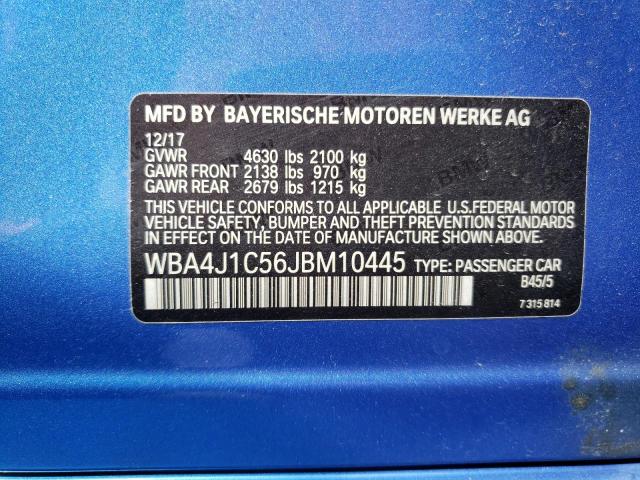 MFD BY BAYERISCHE MOTOREN WERKE AG
12/17
GVWR 4630 lbs 2100 kg
GAWR FRONT 2138 lbs 970 kg
GAWR REAR 2679 lbs 1215 kg
THIS VEHICLE CONFORMS TO ALL APPLICABLE U.S.FEDERAL MOTOR
VEHICLE SAFETY, BUMPER AND THEFT PREVENTION STANDARDS
IN EFFECT ON THE DATE OF MANUFACTURE SHOWN ABOVE.
WBA4J1C56JBM10445 TYPE: PASSENGER CAR
B45/5
7 315 814